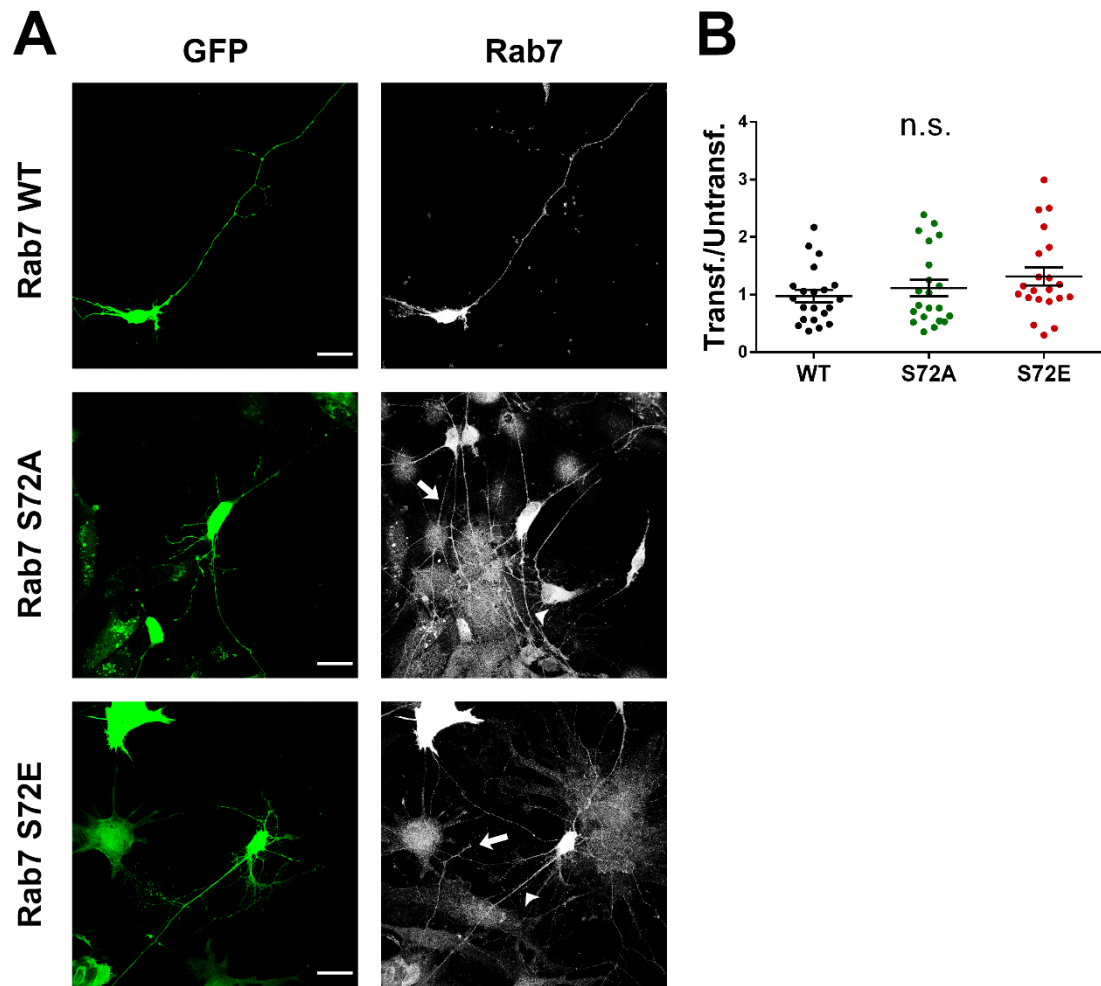 A
GFP
Rab7
Rab7 WT
Rab7 S72A
Rab7 S72E
B
n.s.
Transf./Untransf.
4
3
2
1
0
WT
S72A
S72E